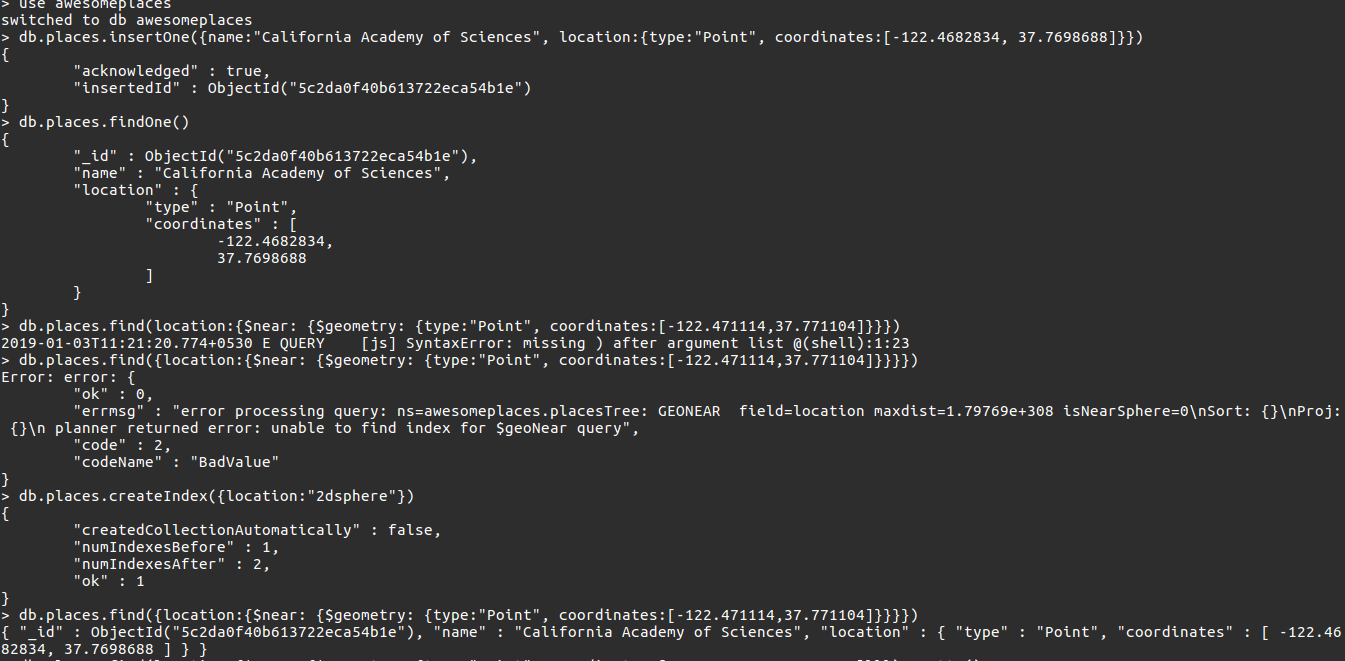 > use awesomeplaces
switched to db awesomeplaces
> db.places.insertOne({name:"California Academy of Sciences", location:{type:"Point", coordinates:[-122.4682834, 37.7698688]}})
{
        "acknowledged" : true,
        "insertedId" : ObjectId("5c2da0f40b613722eca54b1e")
}
> db.places.findOne()
{
        "_id" : ObjectId("5c2da0f40b613722eca54b1e"),
        "name" : "California Academy of Sciences",
        "location" : {
                "type" : "Point",
                "coordinates" : [
                        -122.4682834,
                        37.7698688
                ]
        }
}
> db.places.find(location:{$near: {$geometry: {type:"Point", coordinates:[-122.471114,37.771104]}}})
2019-01-03T11:21:20.774+0530 E QUERY    [js] SyntaxError: missing ) after argument list @(shell):1:23
> db.places.find({location:{$near: {$geometry: {type:"Point", coordinates:[-122.471114,37.771104]}}}})
Error: error: {
        "ok" : 0,
        "errmsg" : "error processing query: ns=awesomeplaces.placesTree: GEONEAR  field=location maxdist=1.79769e+308 isNearSphere=0\nSort: {}\nProj:
 {}\n planner returned error: unable to find index for $geoNear query",
        "code" : 2,
        "codeName" : "BadValue"
}
> db.places.createIndex({location:"2dsphere"})
{
        "createdCollectionAutomatically" : false,
        "numIndexesBefore" : 1,
        "numIndexesAfter" : 2,
        "ok" : 1
}
> db.places.find({location:{$near: {$geometry: {type:"Point", coordinates:[-122.471114,37.771104]}}}})
{ "_id" : ObjectId("5c2da0f40b613722eca54b1e"), "name" : "California Academy of Sciences", "location" : { "type" : "Point", "coordinates" : [ -122.46
82834, 37.7698688 ] } }